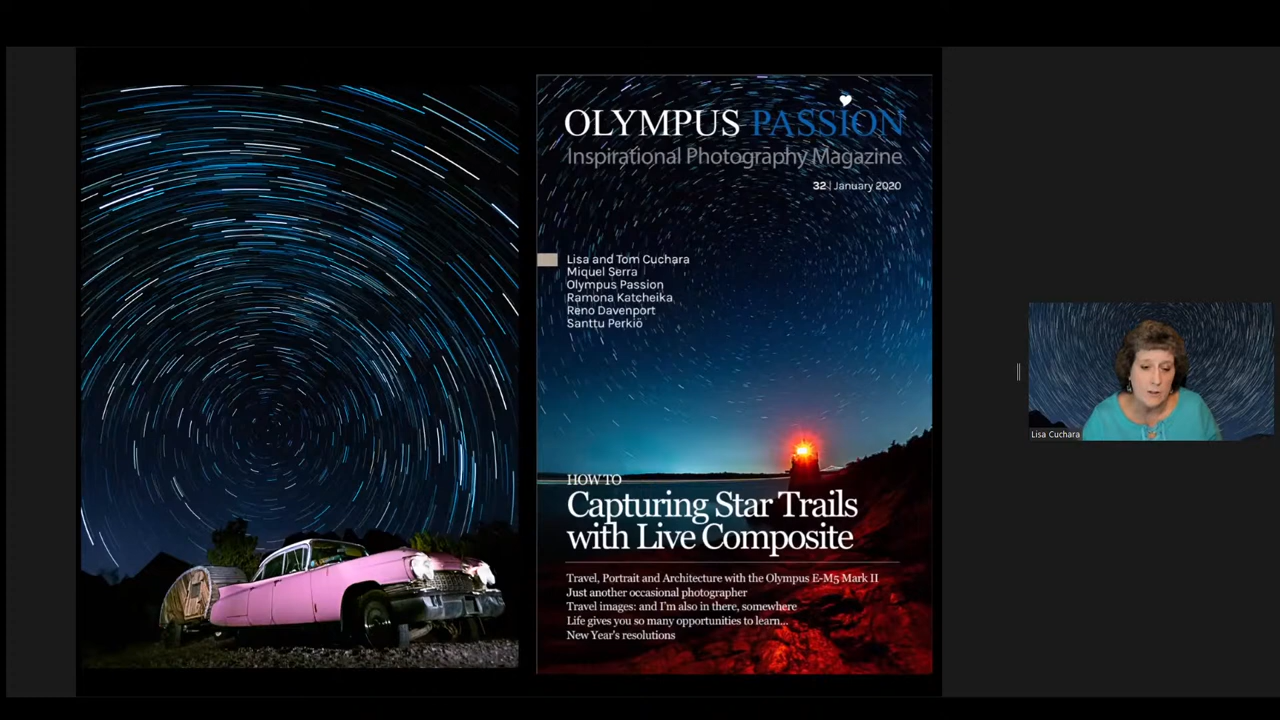 OLYMPUS PASSION
Inspirational Photography Magazine
32 | January 2020
Lisa and Tom Cuchara
Miquel Serra
Olympus Passion
Ramona Katcheika
Reno Davenport
Santtu Perkiö
HOW TO
Capturing Star Trails
with Live Composite
Travel, Portrait and Architecture with the Olympus E-M5 Mark II
Just another occasional photographer
Travel images: and I'm also in there, somewhere
Life gives you so many opportunities to learn...
New Year's resolutions
Lisa Cuchara